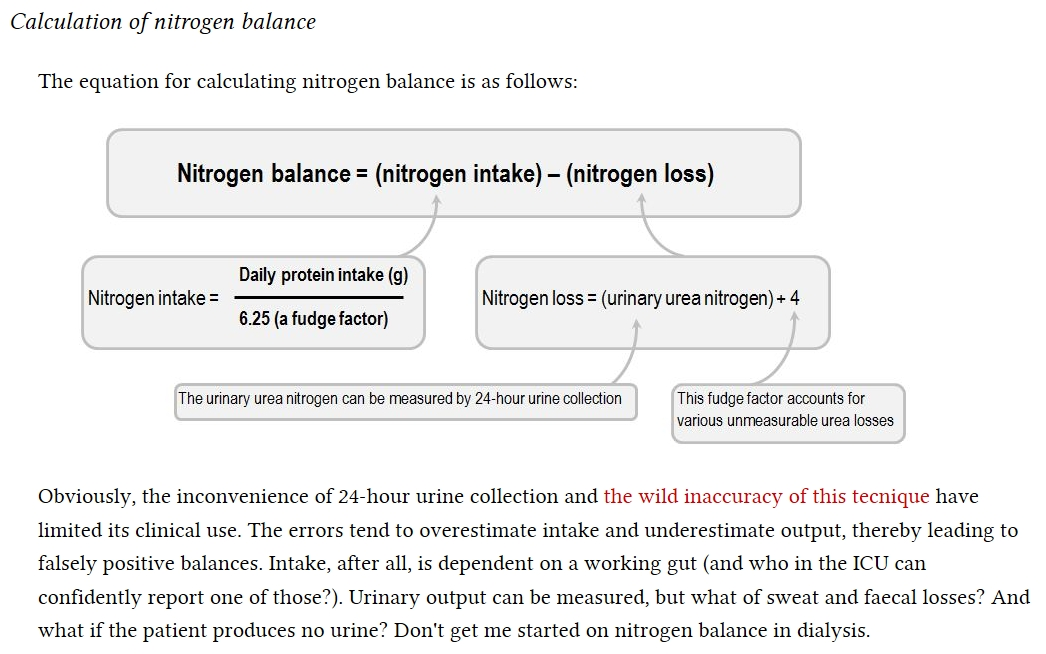 Calculation of nitrogen balance
The equation for calculating nitrogen balance is as follows:
Nitrogen balance = (nitrogen intake) – (nitrogen loss)
Nitrogen intake =
Daily protein intake (g)
6.25 (a fudge factor)
Nitrogen loss = (urinary urea nitrogen) + 4
The urinary urea nitrogen can be measured by 24-hour urine collection
This fudge factor accounts for
various unmeasurable urea losses
Obviously, the inconvenience of 24-hour urine collection and the wild inaccuracy of this tecnique have
limited its clinical use. The errors tend to overestimate intake and underestimate output, thereby leading to
falsely positive balances. Intake, after all, is dependent on a working gut (and who in the ICU can
confidently report one of those?). Urinary output can be measured, but what of sweat and faecal losses? And
what if the patient produces no urine? Don't get me started on nitrogen balance in dialysis.